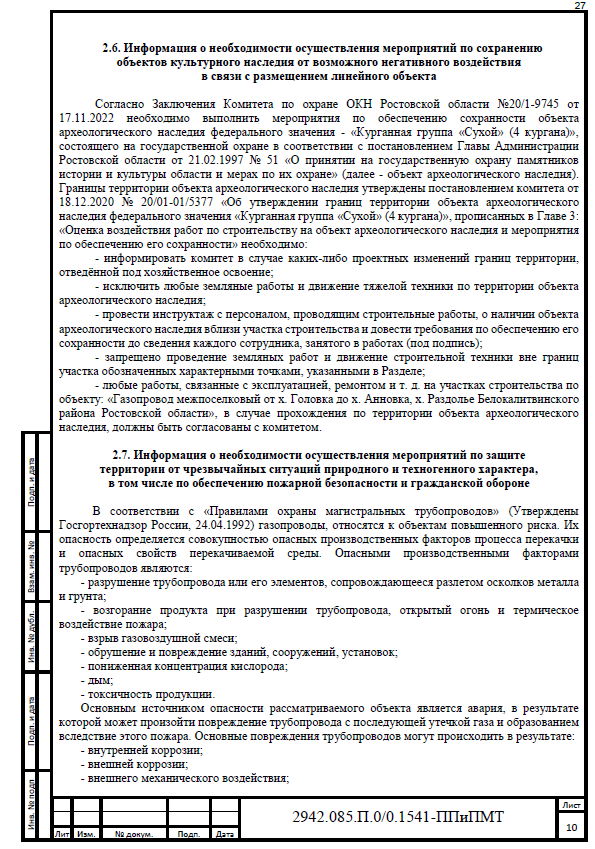 27
2.6. Информация о необходимости осуществления мероприятий по сохранению
объектов культурного наследия от возможного негативного воздействия
в связи с размещением линейного объекта
Согласно Заключения Комитета по охране ОКН Ростовской области №20/1-9745 от
17.11.2022 необходимо выполнить мероприятия по обеспечению сохранности объекта
археологического наследия федерального значения - «Курганная группа «Сухой» (4 кургана)»,
состоящего на государственной охране в соответствии с постановлением Главы Администрации
Ростовской области от 21.02.1997 № 51 «О принятии на государственную охрану памятников
истории и культуры области и мерах по их охране» (далее - объект археологического наследия).
Границы территории объекта археологического наследия утверждены постановлением комитета от
18.12.2020 № 20/01-01/5377 «Об утверждении границ территории объекта археологического
наследия федерального значения «Курганная группа «Сухой» (4 кургана)», прописанных в Главе 3:
«Оценка воздействия работ по строительству на объект археологического наследия и мероприятия
по обеспечению его сохранности» необходимо:
- информировать комитет в случае каких-либо проектных изменений границ территории,
отведённой под хозяйственное освоение;
- исключить любые земляные работы и движение тяжелой техники по территории объекта
археологического наследия;
- провести инструктаж с персоналом, проводящим строительные работы, о наличии объекта
археологического наследия вблизи участка строительства и довести требования по обеспечению его
сохранности до сведения каждого сотрудника, занятого в работах (под подпись);
- запрещено проведение земляных работ и движение строительной техники вне границ
участка обозначенных характерными точками, указанными в Разделе;
- любые работы, связанные с эксплуатацией, ремонтом и т. д. на участках строительства по
объекту: «Газопровод межпоселковый от х. Головка до х. Анновка, х. Раздолье Белокалитвинского
района Ростовской области», в случае прохождения по территории объекта археологического
наследия, должны быть согласованы с комитетом.
2.7. Информация о необходимости осуществления мероприятий по защите
территории от чрезвычайных ситуаций природного и техногенного характера,
в том числе по обеспечению пожарной безопасности и гражданской обороне
В соответствии с «Правилами охраны магистральных трубопроводов» (Утверждены
Госгортехнадзор России, 24.04.1992) газопроводы, относятся к объектам повышенного риска. Их
опасность определяется совокупностью опасных производственных факторов процесса перекачки
и опасных свойств перекачиваемой среды. Опасными производственными факторами
трубопроводов являются:
- разрушение трубопровода или его элементов, сопровождающееся разлетом осколков металла
и грунта;
- возгорание продукта при разрушении трубопровода, открытый огонь и термическое
воздействие пожара;
- взрыв газовоздушной смеси;
- обрушение и повреждение зданий, сооружений, установок;
- пониженная концентрация кислорода;
- дым;
- токсичность продукции.
Основным источником опасности рассматриваемого объекта является авария, в результате
которой может произойти повреждение трубопровода с последующей утечкой газа и образованием
вследствие этого пожара. Основные повреждения трубопроводов могут происходить в результате:
- внутренней коррозии;
- внешней коррозии;
- внешнего механического воздействия;
Подп. и дата
Взам. инв. №
Инв. № дубл.
Подп. и дата
Инв. № подп
Лит Изм. № докум. Подп. Дата
2942.085.П.0/0.1541-ППиПМТ
Лист
10